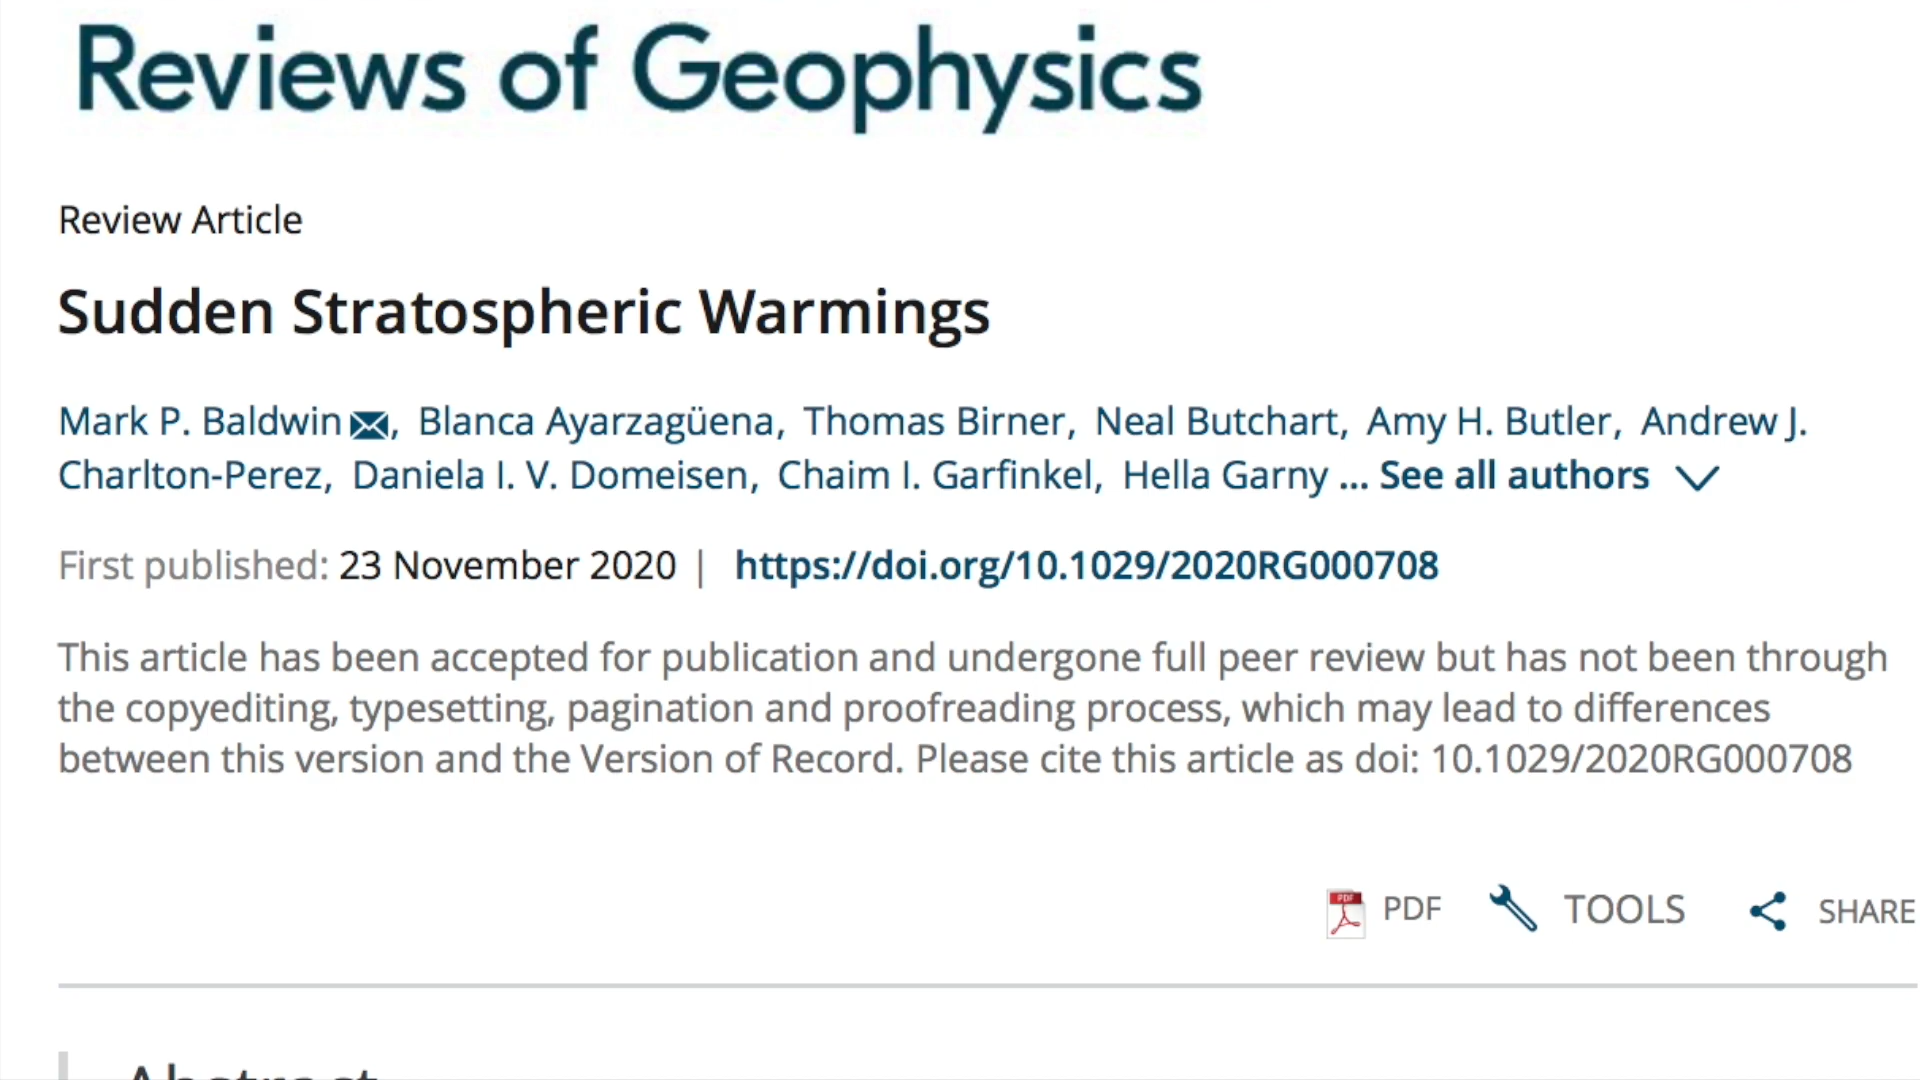 Reviews of Geophysics
Review Article
Sudden Stratospheric Warmings
Mark P. Baldwin, Blanca Ayarzagüena, Thomas Birner, Neal Butchart, Amy H. Butler, Andrew J.
Charlton-Perez, Daniela I. V. Domeisen, Chaim I. Garfinkel, Hella Garny ... See all authors
First published: 23 November 2020 | https://doi.org/10.1029/2020RG000708
This article has been accepted for publication and undergone full peer review but has not been through
the copyediting, typesetting, pagination and proofreading process, which may lead to differences
between this version and the Version of Record. Please cite this article as doi: 10.1029/2020RG000708
PDF PDF TOOLS SHARE
Abstract